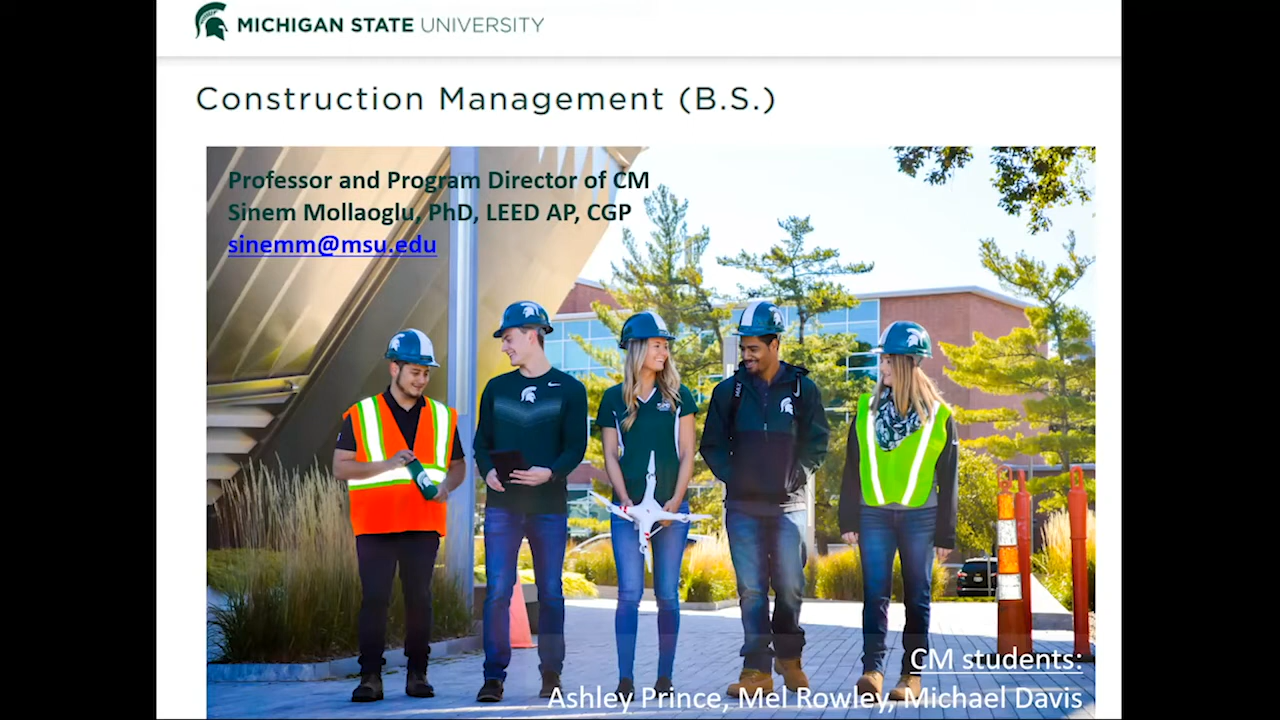 MICHIGAN STATE UNIVERSITY
Construction Management (B.S.)
Professor and Program Director of CM
Sinem Mollaoglu, PhD, LEED AP, CGP
sinemm@msu.edu
CM students:
Ashley Prince, Mel Rowley, Michael Davis